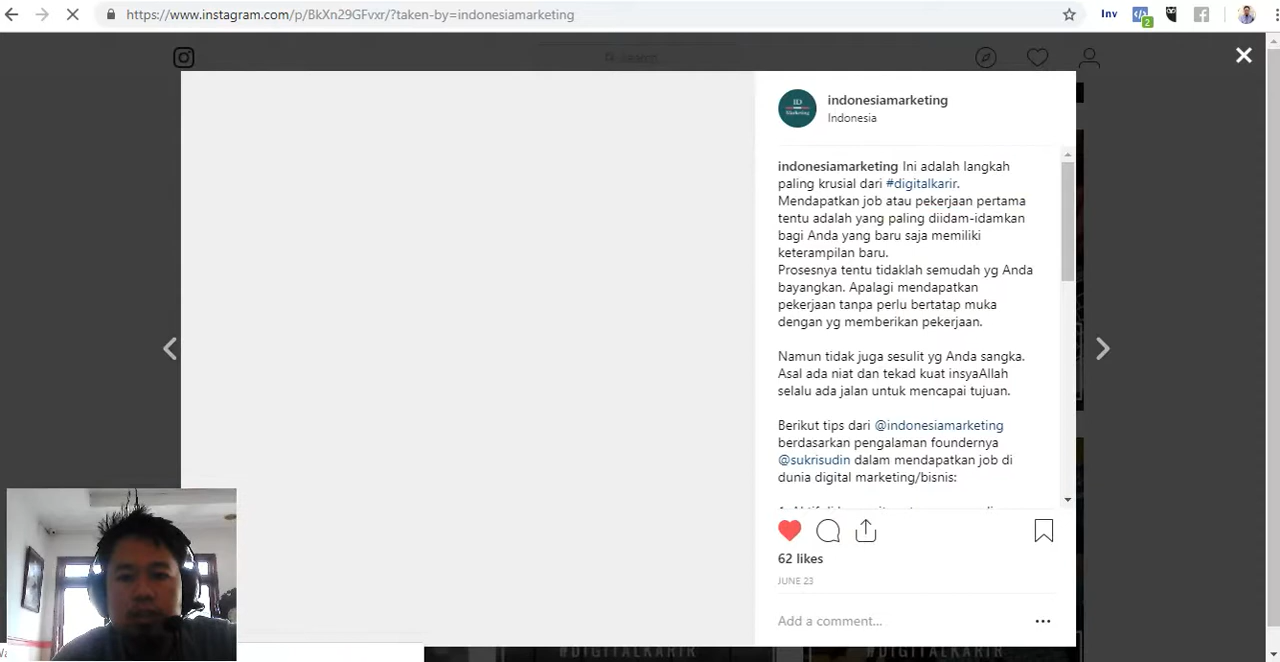 https://www.instagram.com/p/BkXn29GFvxr/?taken-by=indonesiamarketing
Inv
2
Search
indonesiamarketing
Indonesia
ID
Marketing
indonesiamarketing Ini adalah langkah
paling krusial dari #digitalkarir.
Mendapatkan job atau pekerjaan pertama
tentu adalah yang paling diidam-idamkan
bagi Anda yang baru saja memiliki
keterampilan baru.
Prosesnya tentu tidaklah semudah yg Anda
bayangkan. Apalagi mendapatkan
pekerjaan tanpa perlu bertatap muka
dengan yg memberikan pekerjaan.
Namun tidak juga sesulit yg Anda sangka.
Asal ada niat dan tekad kuat insyaAllah
selalu ada jalan untuk mencapai tujuan.
Berikut tips dari @indonesiamarketing
berdasarkan pengalaman foundernya
@sukrisudin dalam mendapatkan job di
dunia digital marketing/bisnis:
62 likes
JUNE 23
Add a comment...
#DIGITALKARIR
#DIGITALKARIR